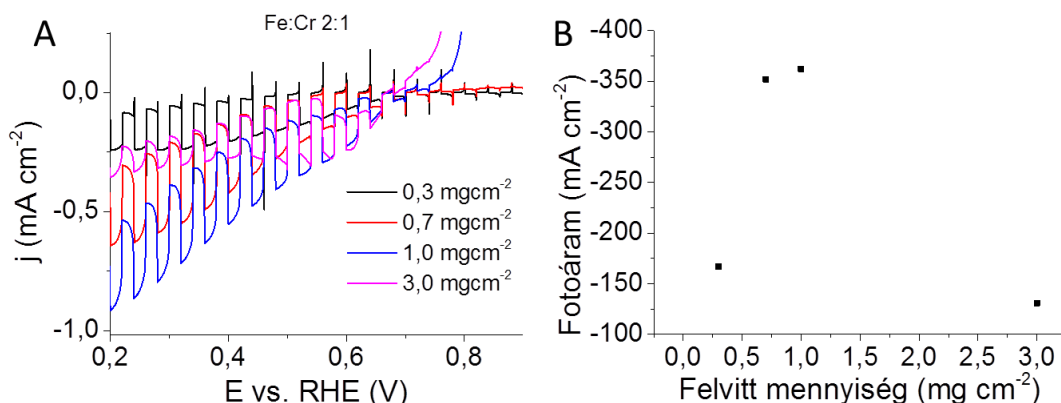 A
Fe:Cr 2:1
0,0
-0,5
-1,0
j (mA cm-2)
0,2
0,4
0,6
0,8
E vs. RHE (V)
0,3 mgcm-2
0,7 mgcm-2
1,0 mgcm-2
3,0 mgcm-2
B
-400
-350
-300
-250
-200
-150
-100
Fotoáram (mA cm-2)
0,0 0,5 1,0 1,5 2,0 2,5 3,0
Felvitt mennyiség (mg cm-2)